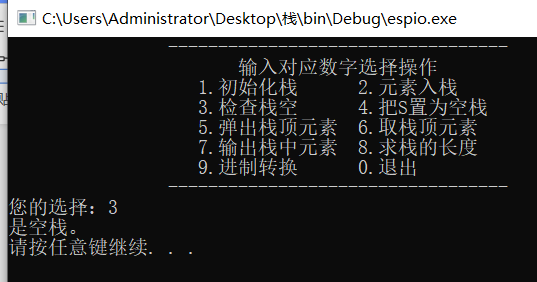 C:\Users\Administrator\Desktop\栈\bin\Debug\espio.exe
----------------------------------
输入对应数字选择操作
1.初始化栈 2.元素入栈
3.检查栈空 4.把S置为空栈
5.弹出栈顶元素 6.取栈顶元素
7.输出栈中元素 8.求栈的长度
9.进制转换 0.退出
----------------------------------
您的选择：3
是空栈。
请按任意键继续. . .